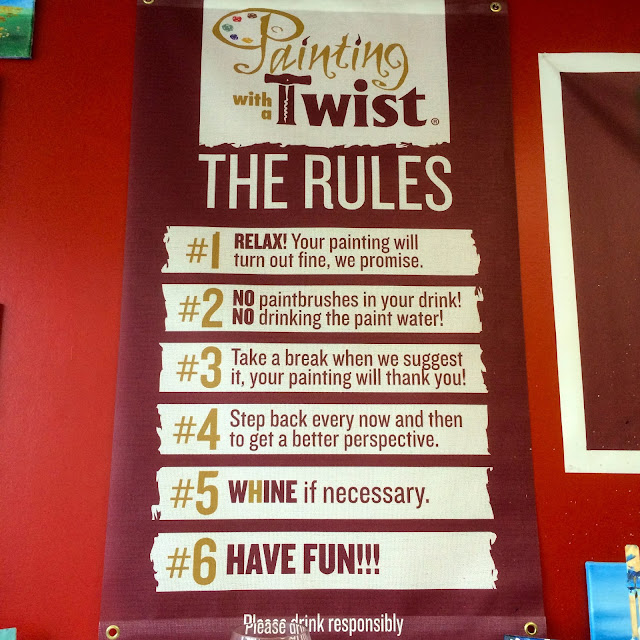 Painting
with a Twist®
THE RULES
#1 RELAX! Your painting will
turn out fine, we promise.
#2 NO paintbrushes in your drink!
NO drinking the paint water!
#3 Take a break when we suggest
it, your painting will thank you!
#4 Step back every now and then
to get a better perspective.
#5 WHINE if necessary.
#6 HAVE FUN!!!
Please drink responsibly